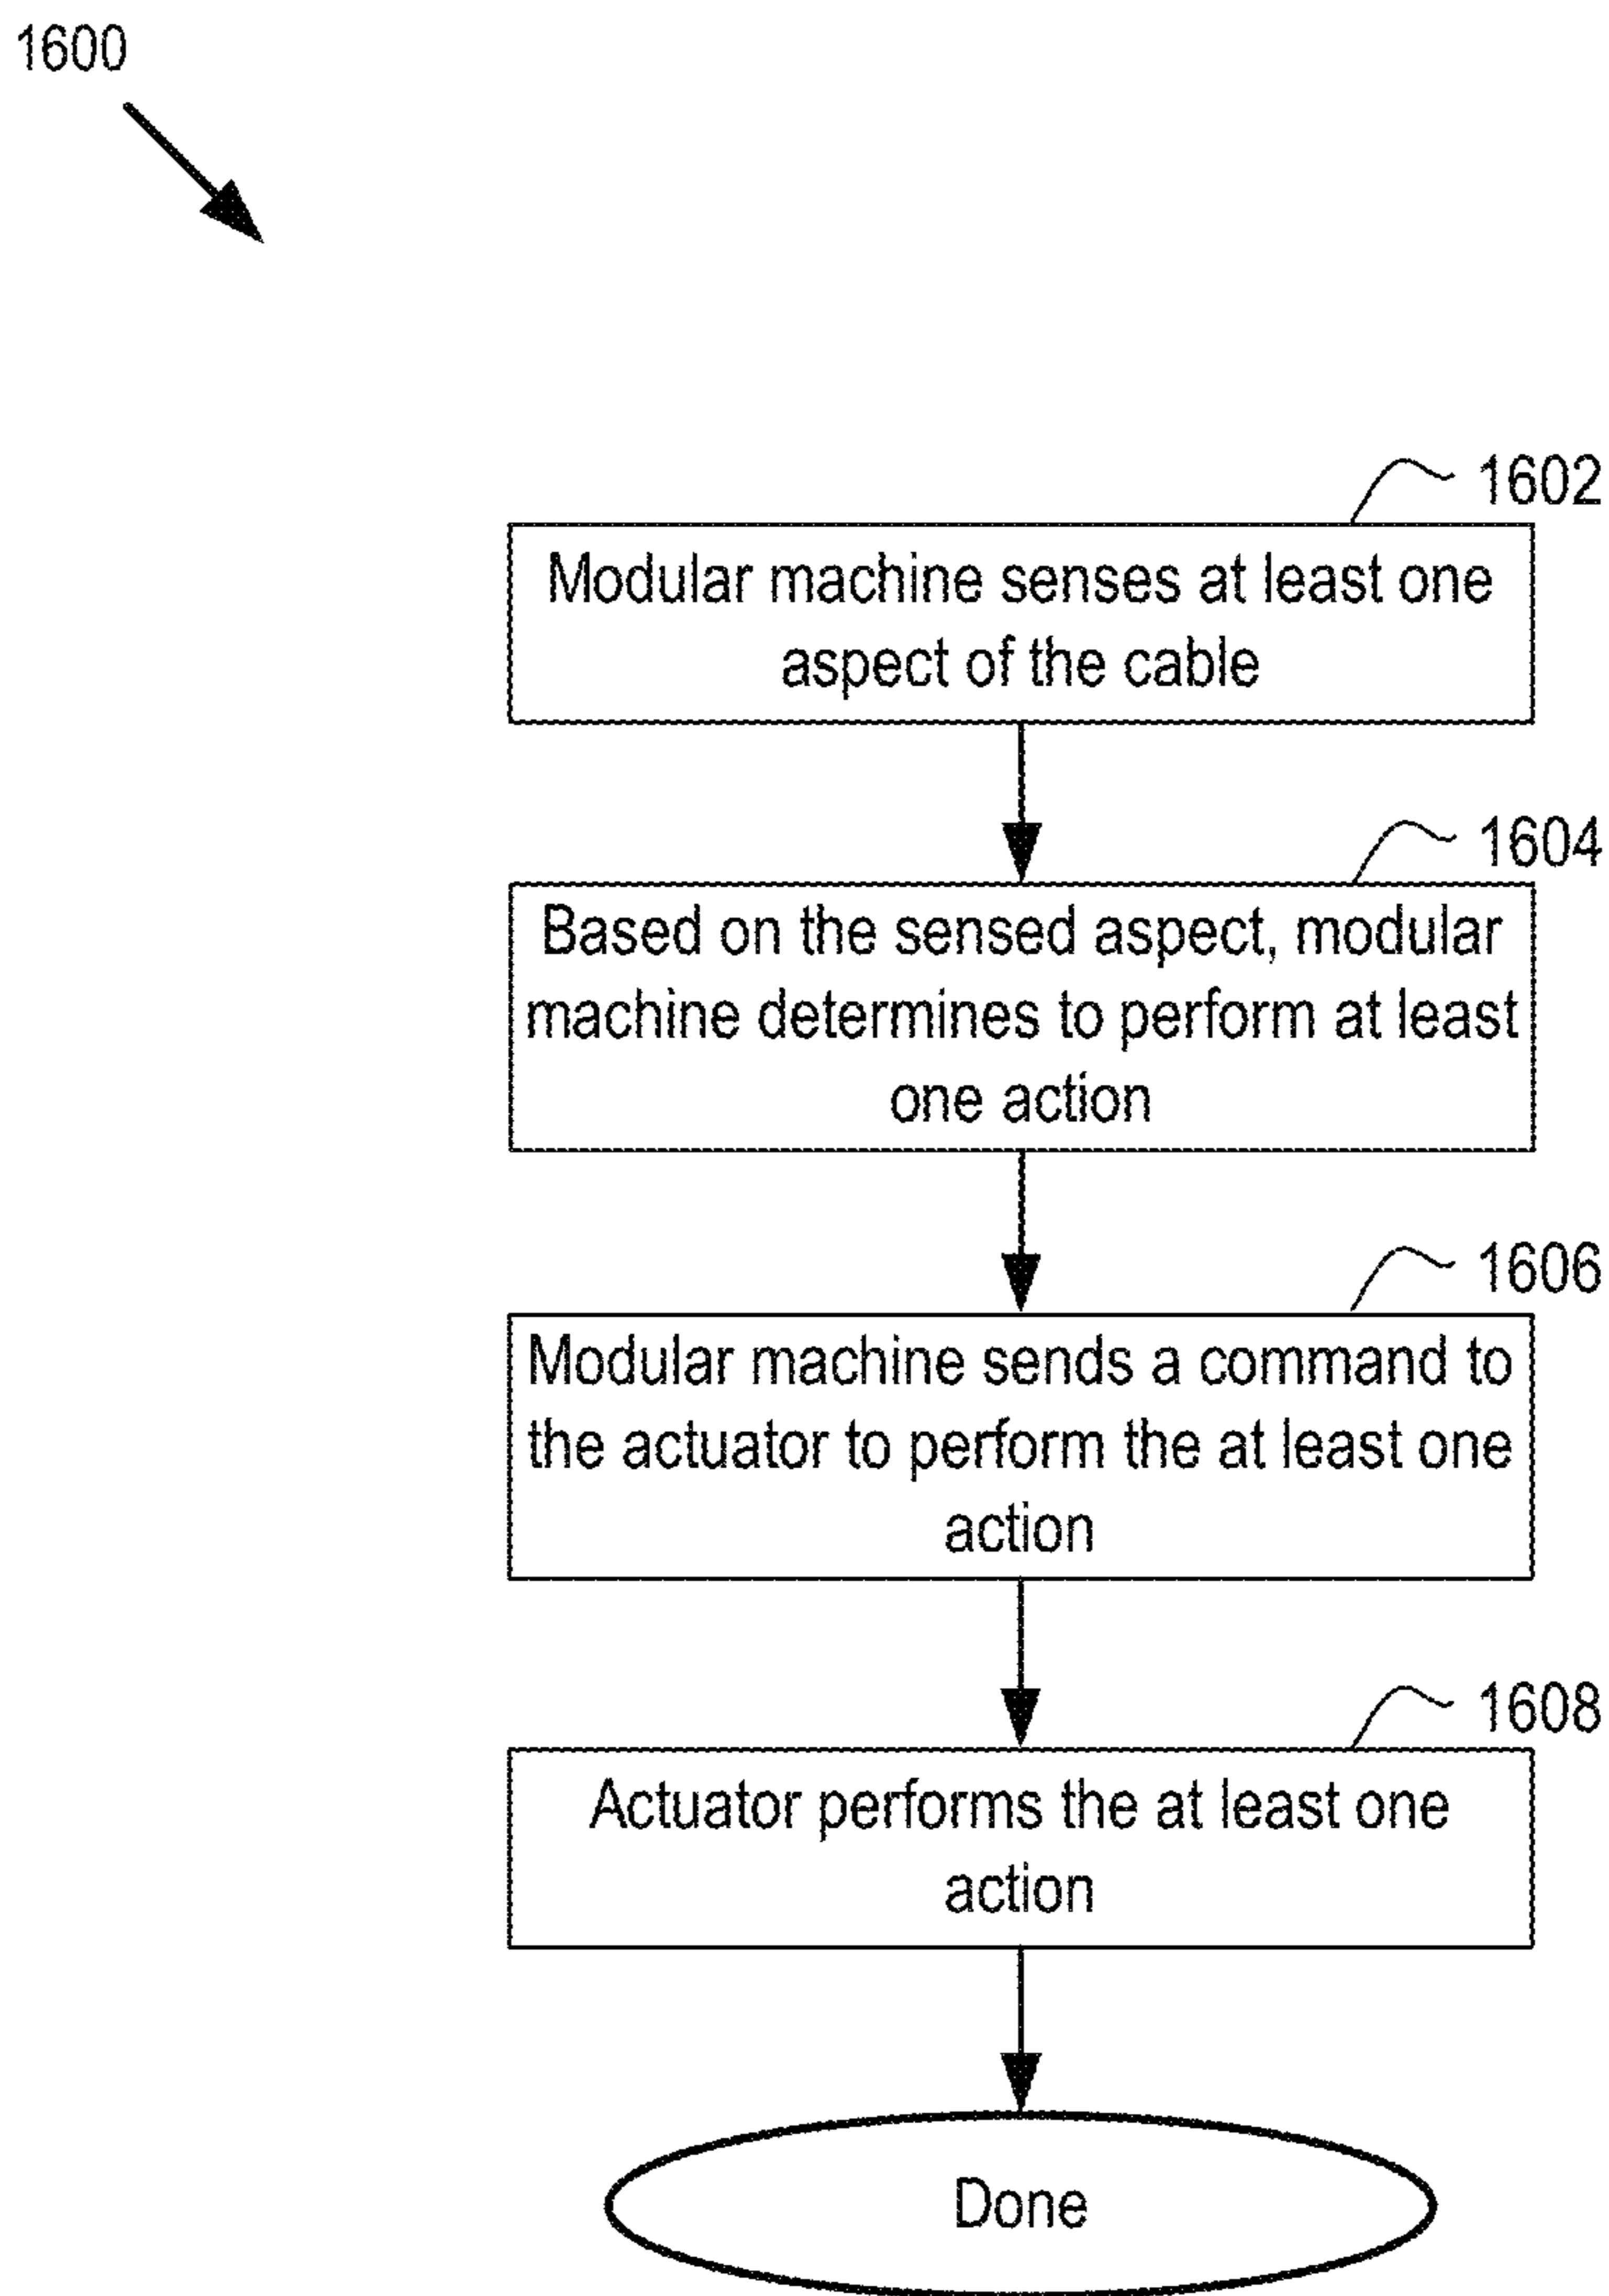 1600
1602
Modular machine senses at least one
aspect of the cable
1604
Based on the sensed aspect, modular
machine determines to perform at least
one action
1606
Modular machine sends a command to
the actuator to perform the at least one
action
1608
Actuator performs the at least one
action
Done